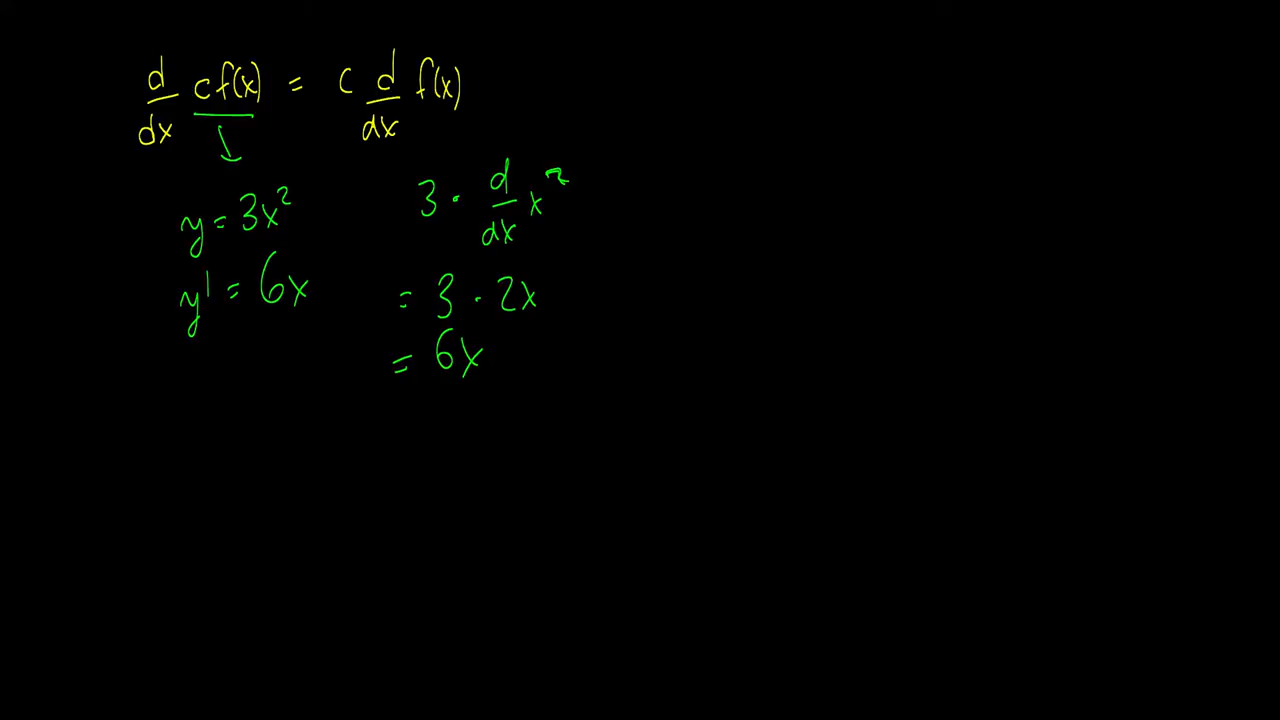 d/dx cf(x) = c d/dx f(x)
y = 3x²
y' = 6x
3 · d/dx x²
= 3 · 2x
= 6x